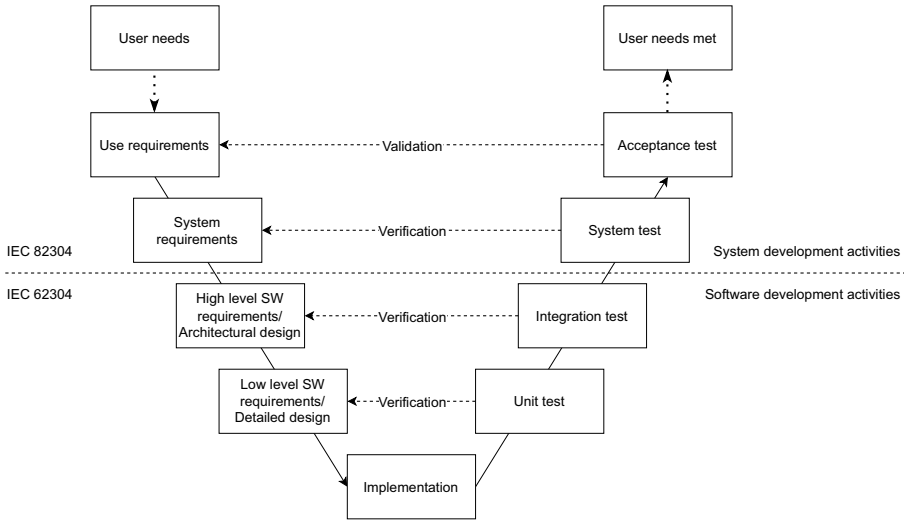 User needs
User needs met
Use requirements
Validation
Acceptance test
System
requirements
Verification
System test
IEC 82304
System development activities
IEC 62304
Software development activities
High level SW
requirements/
Architectural design
Verification
Integration test
Low level SW
requirements/
Detailed design
Verification
Unit test
Implementation